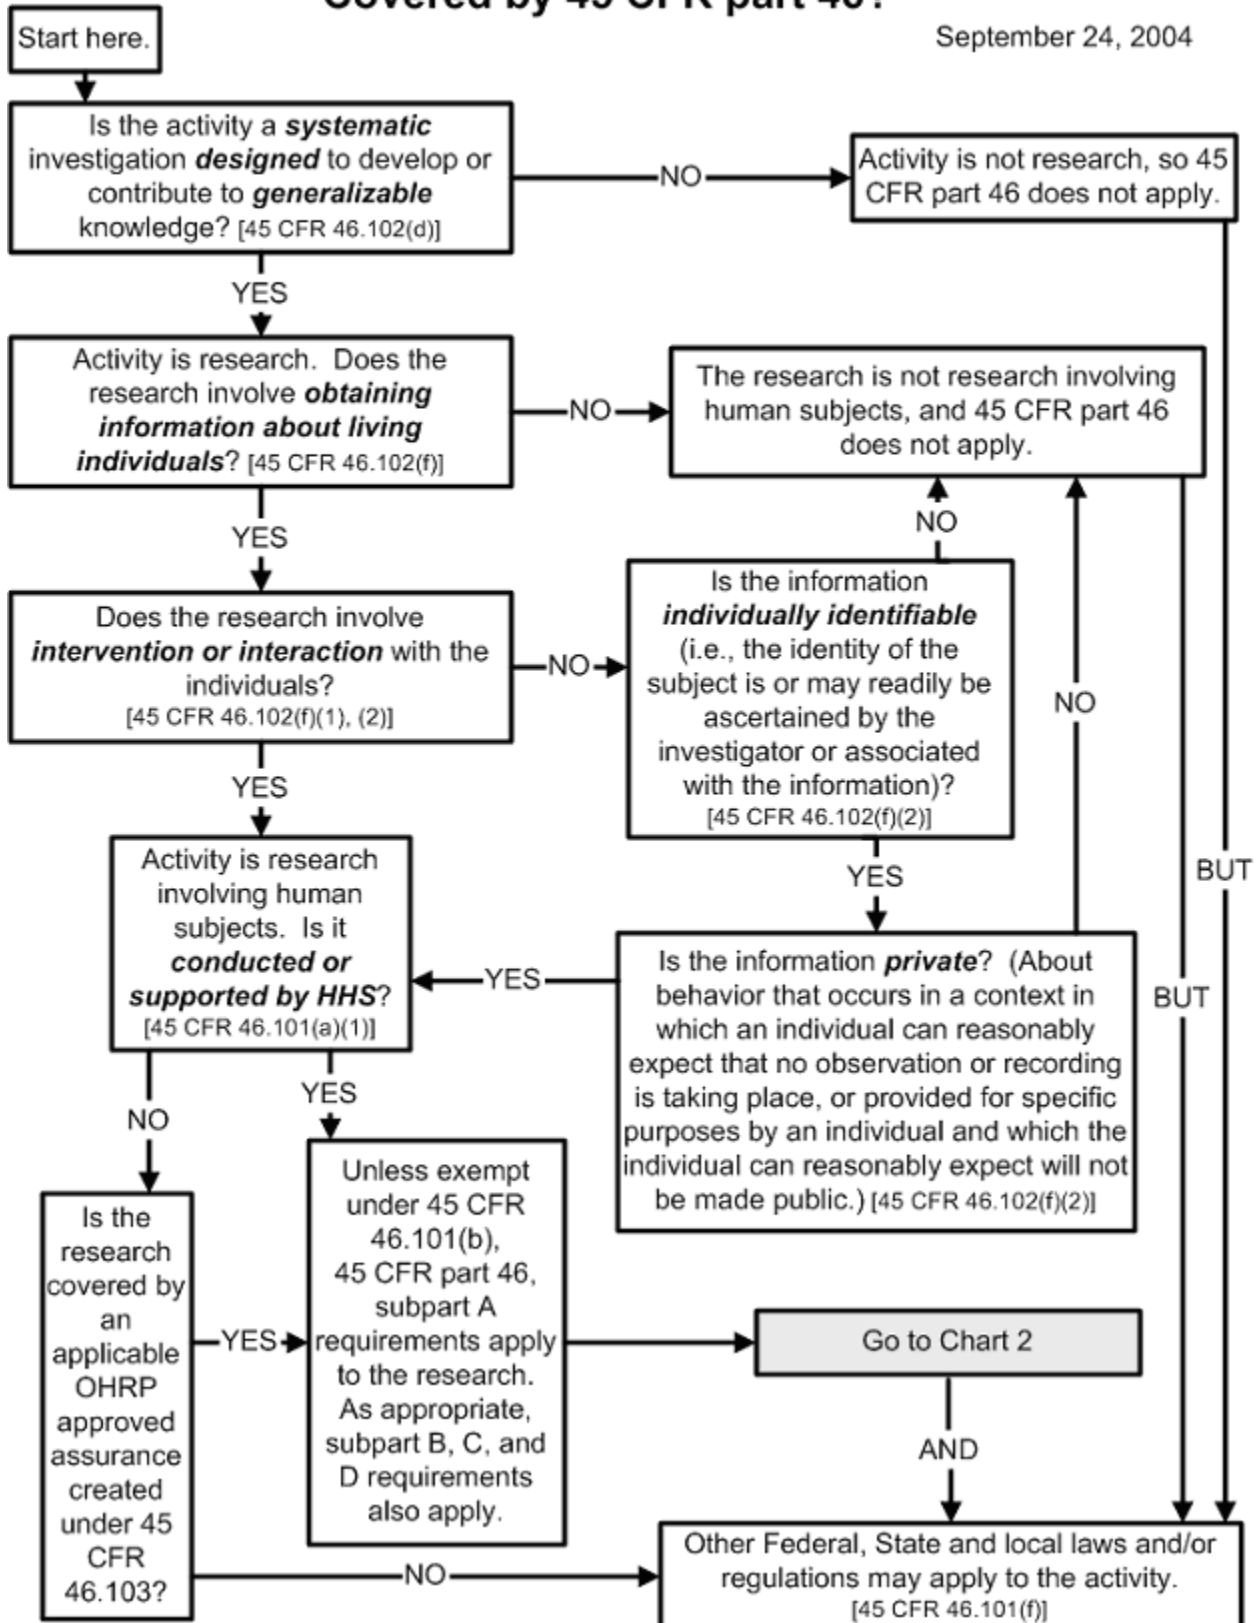 Covered by 45 CFR part 46?
September 24, 2004
Start here.
Is the activity a systematic
investigation designed to develop or
contribute to generalizable
knowledge? [45 CFR 46.102(d)]
NO
Activity is not research, so 45
CFR part 46 does not apply.
YES
Activity is research. Does the
research involve obtaining
information about living
individuals? [45 CFR 46.102(f)]
NO
The research is not research involving
human subjects, and 45 CFR part 46
does not apply.
YES
NO
Does the research involve
intervention or interaction with the
individuals?
[45 CFR 46.102(f)(1), (2)]
NO
Is the information
individually identifiable
(i.e., the identity of the
subject is or may readily be
ascertained by the
investigator or associated
with the information)?
[45 CFR 46.102(f)(2)]
NO
YES
YES
BUT
Activity is research
involving human
subjects. Is it
conducted or
supported by HHS?
[45 CFR 46.101(a)(1)]
YES
Is the information private? (About
behavior that occurs in a context in
which an individual can reasonably
expect that no observation or recording
is taking place, or provided for specific
purposes by an individual and which the
individual can reasonably expect will not
be made public.) [45 CFR 46.102(f)(2)]
BUT
NO
YES
Is the
research
covered by
an
applicable
OHRP
approved
assurance
created
under 45
CFR
46.103?
YES
Unless exempt
under 45 CFR
46.101(b),
45 CFR part 46,
subpart A
requirements apply
to the research.
As appropriate,
subpart B, C, and
D requirements
also apply.
Go to Chart 2
AND
NO
Other Federal, State and local laws and/or
regulations may apply to the activity.
[45 CFR 46.101(f)]